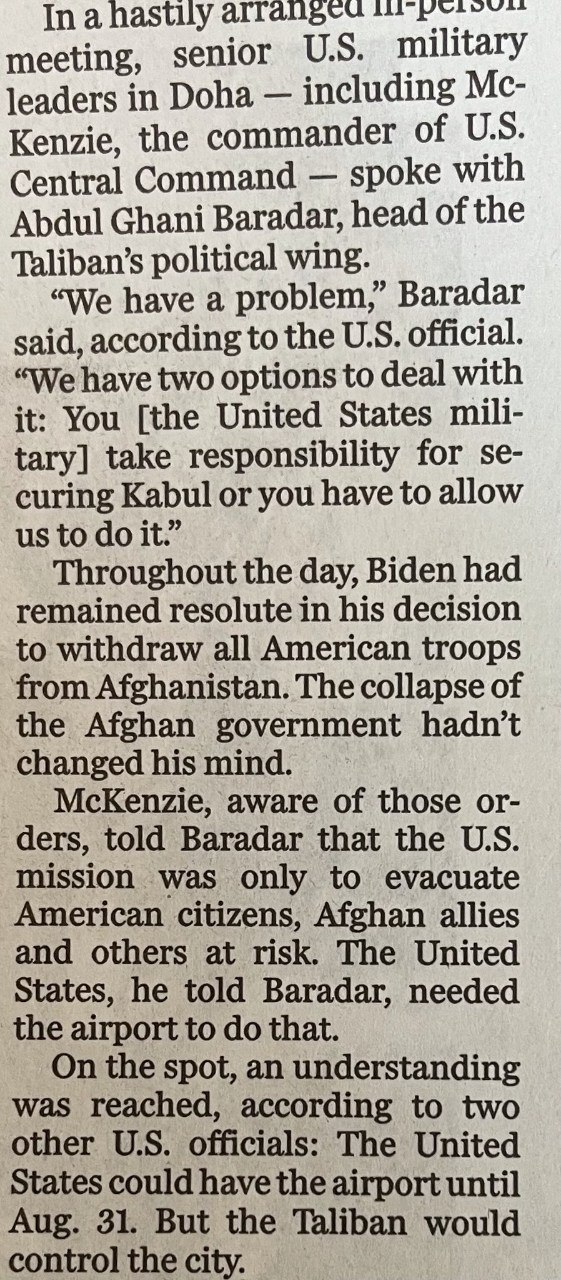 In a hastily arranged in-person
meeting, senior U.S. military
leaders in Doha — including Mc-
Kenzie, the commander of U.S.
Central Command — spoke with
Abdul Ghani Baradar, head of the
Taliban’s political wing.
“We have a problem,” Baradar
said, according to the U.S. official.
“We have two options to deal with
it: You [the United States mili-
tary] take responsibility for se-
curing Kabul or you have to allow
us to do it.”
Throughout the day, Biden had
remained resolute in his decision
to withdraw all American troops
from Afghanistan. The collapse of
the Afghan government hadn’t
changed his mind.
McKenzie, aware of those or-
ders, told Baradar that the U.S.
mission was only to evacuate
American citizens, Afghan allies
and others at risk. The United
States, he told Baradar, needed
the airport to do that.
On the spot, an understanding
was reached, according to two
other U.S. officials: The United
States could have the airport until
Aug. 31. But the Taliban would
control the city.